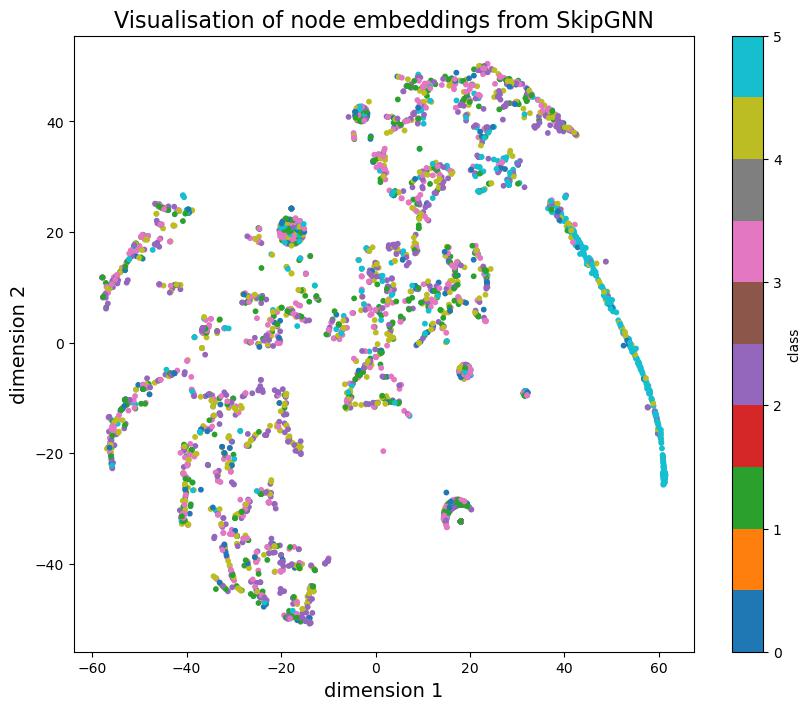 Visualisation of node embeddings from SkipGNN
5
4
3
2
1
0
class
40
20
0
−20
−40
dimension 2
−60 −40 −20 0 20 40 60
dimension 1